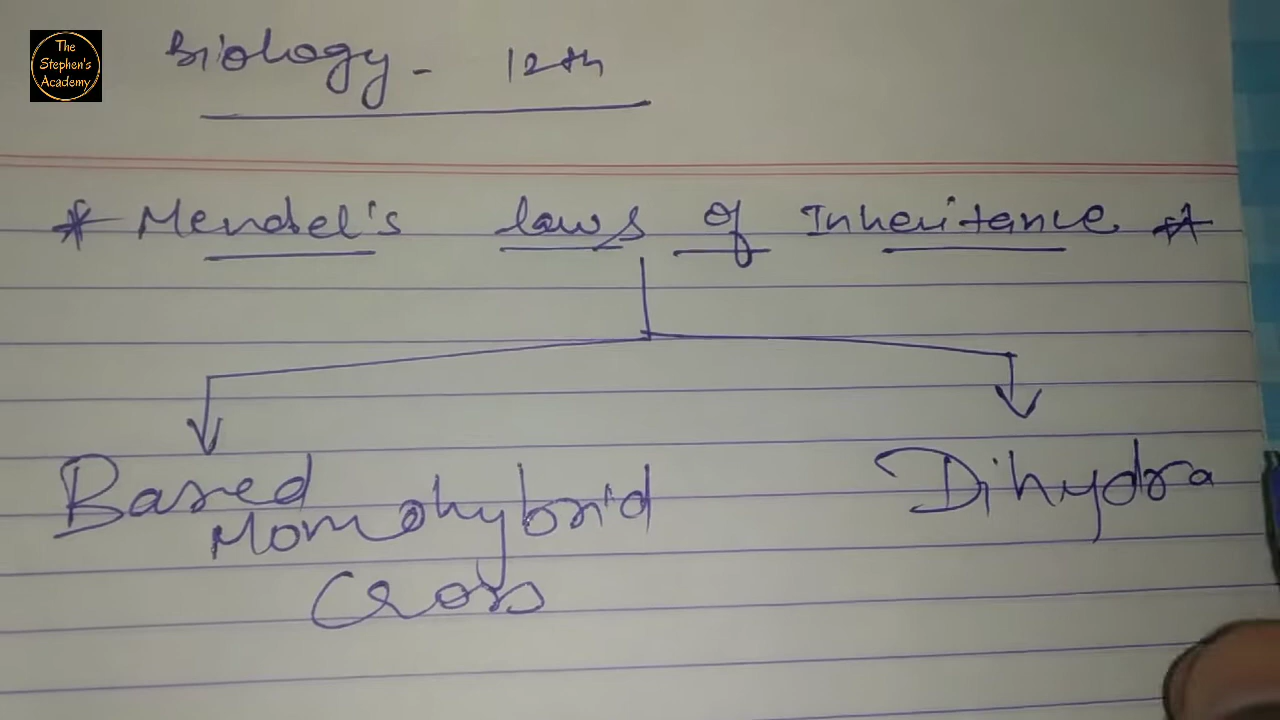 The
Stephen's
Academy
Biology - 12th
* Mendel's laws of Inheritance *
Based
Monohybrid
Cross
Dihydra